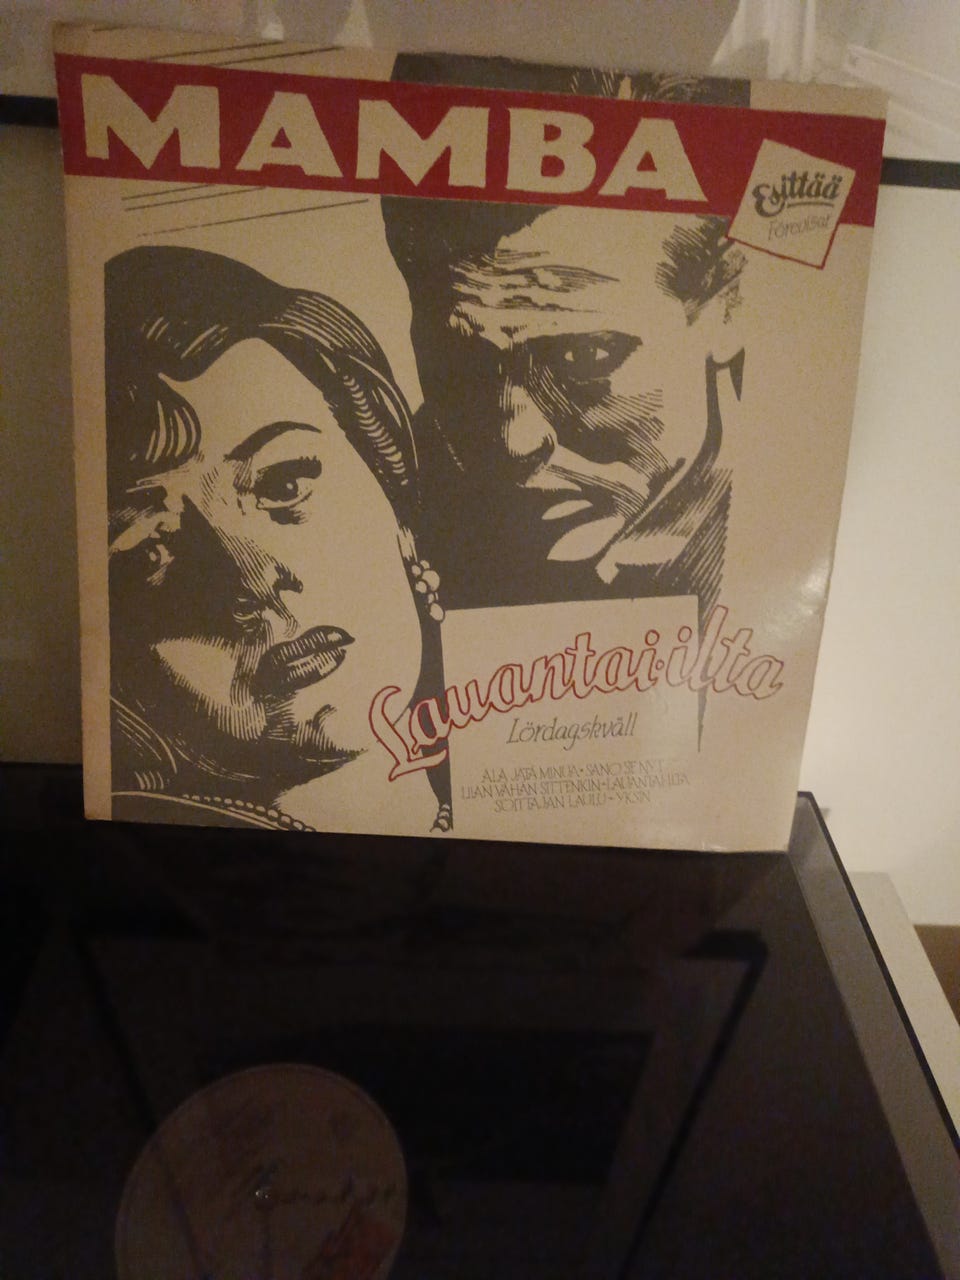 MAMBA
Esittää
Förevisar
Lauantai-ilta
Lördagskväll
ÄLÄ JÄTÄ MINUA • SANO SE NYT
LIIAN VÄHÄN SITTENKIN • LAUANTAI-ILTA
SOITTAJAN LAULU • YKSIN